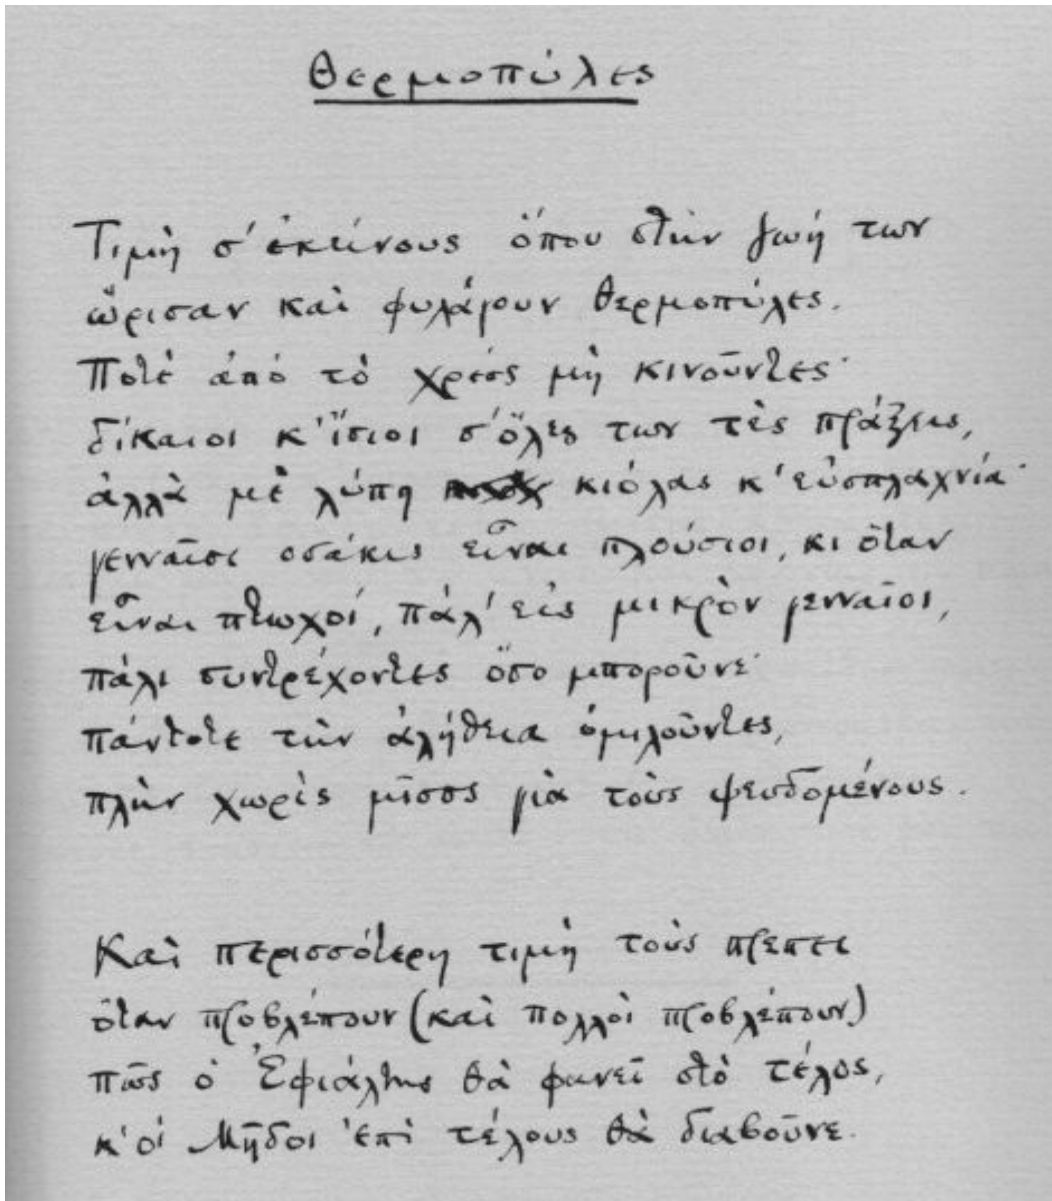 Θερμοπύλες
Τιμὴ σ' ἐκείνους ὅπου στὴν ζωή των
ὥρισαν καὶ φυλάγουν Θερμοπύλες.
Ποτὲ ἀπὸ τὸ χρέος μὴ κινοῦντες·
δίκαιοι κ' ἴσιοι σ' ὅλες των τὲς πράξεις,
ἀλλὰ μὲ λύπη κιόλας κ' εὐσπλαχνία·
γενναῖοι οσάκις εἶναι πλούσιοι, κι ὅταν
εἶναι πτωχοί, πάλ' εἰς μικρὸν γενναῖοι,
πάλι συντρέχοντες ὅσο μποροῦνε·
πάντοτε τὴν ἀλήθεια ὁμιλοῦντες,
πλὴν χωρὶς μῖσος γιὰ τοὺς ψευδομένους.
Καὶ περισσότερη τιμὴ τοὺς πρεπει
ὅταν προβλέπουν (καὶ πολλοὶ προβλέπουν)
πῶς ὁ Ἐφιάλτης θὰ φανεῖ στὸ τέλος,
κ' οἱ Μῆδοι ἐπὶ τέλους θὰ διαβοῦνε.